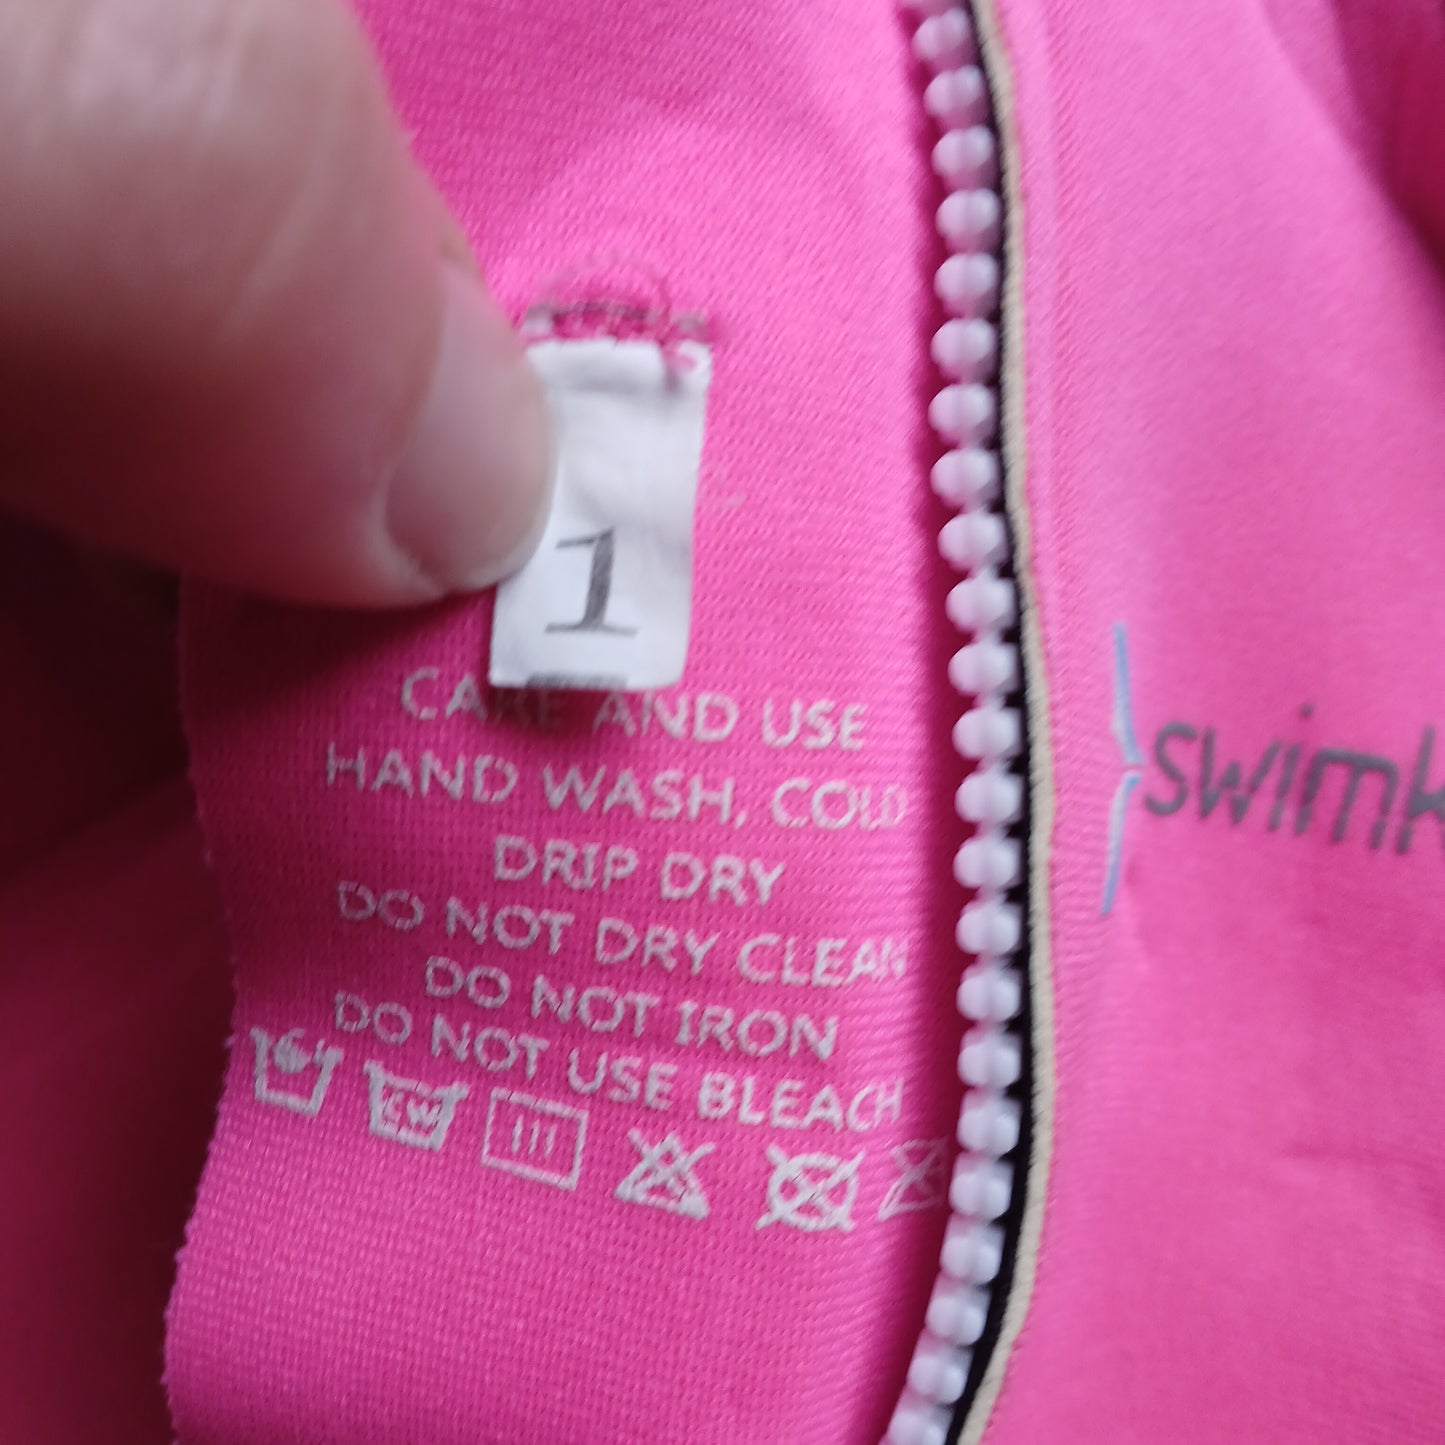 1
CARE AND USE
HAND WASH, COLD
DRIP DRY
DO NOT DRY CLEAN
DO NOT IRON
DO NOT USE BLEACH
CW
swimk